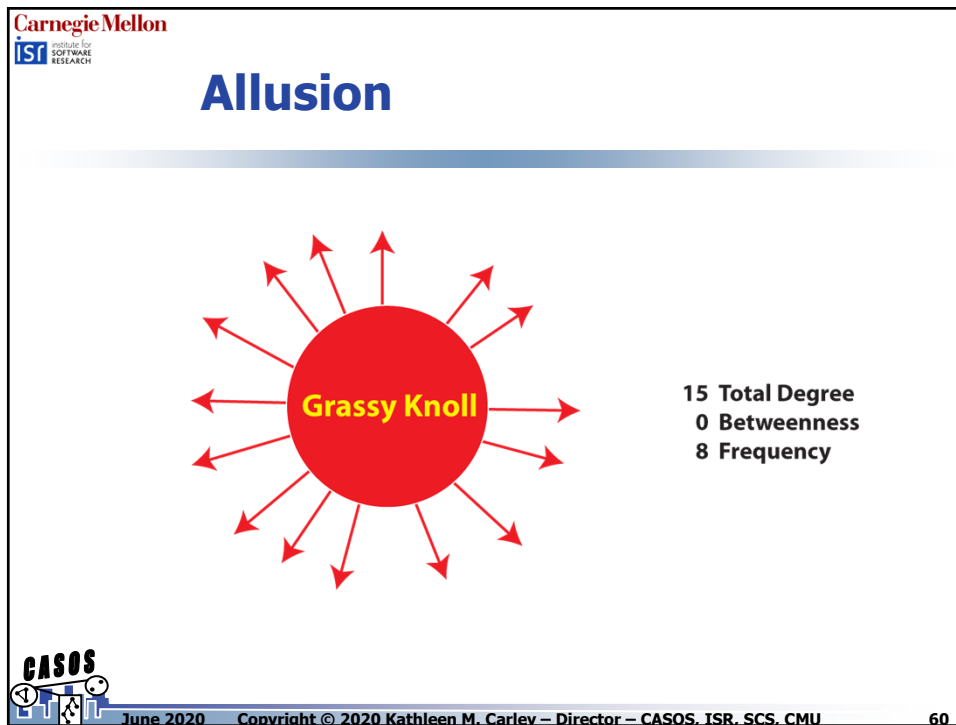 Carnegie Mellon
isr institute for
SOFTWARE
RESEARCH
Allusion
Grassy Knoll
15 Total Degree
0 Betweenness
8 Frequency
CASOS
June 2020 Copyright © 2020 Kathleen M. Carley – Director – CASOS, ISR, SCS, CMU 60